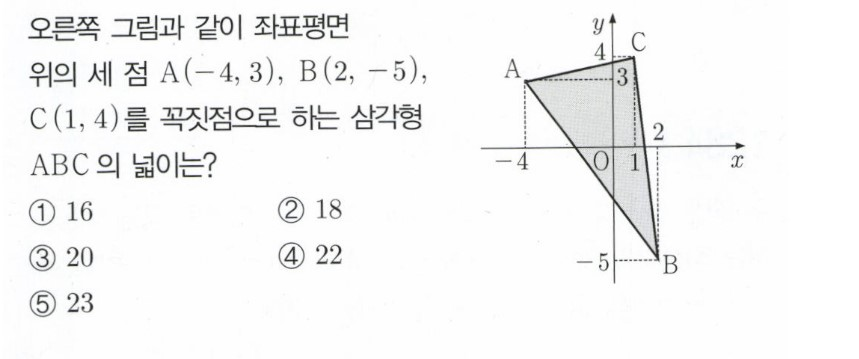 오른쪽 그림과 같이 좌표평면
위의 세 점 A(-4, 3), B(2, -5),
C(1, 4)를 꼭짓점으로 하는 삼각형
ABC의 넓이는?
① 16 ② 18
③ 20 ④ 22
⑤ 23
y
4
C
A
3
2
-4
O
1
x
-5
B